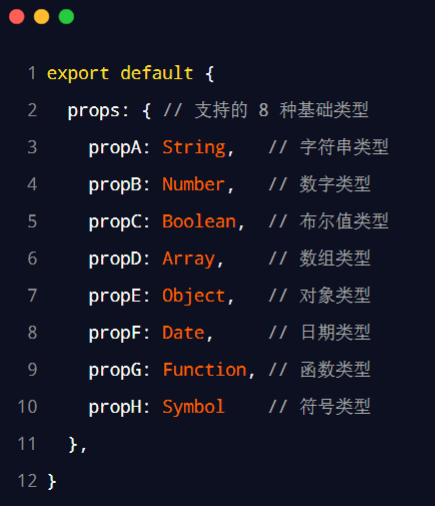 1 export default {
2 props: { // 支持的 8 种基础类型
3 propA: String, // 字符串类型
4 propB: Number, // 数字类型
5 propC: Boolean, // 布尔值类型
6 propD: Array, // 数组类型
7 propE: Object, // 对象类型
8 propF: Date, // 日期类型
9 propG: Function, // 函数类型
10 propH: Symbol // 符号类型
11 },
12 }